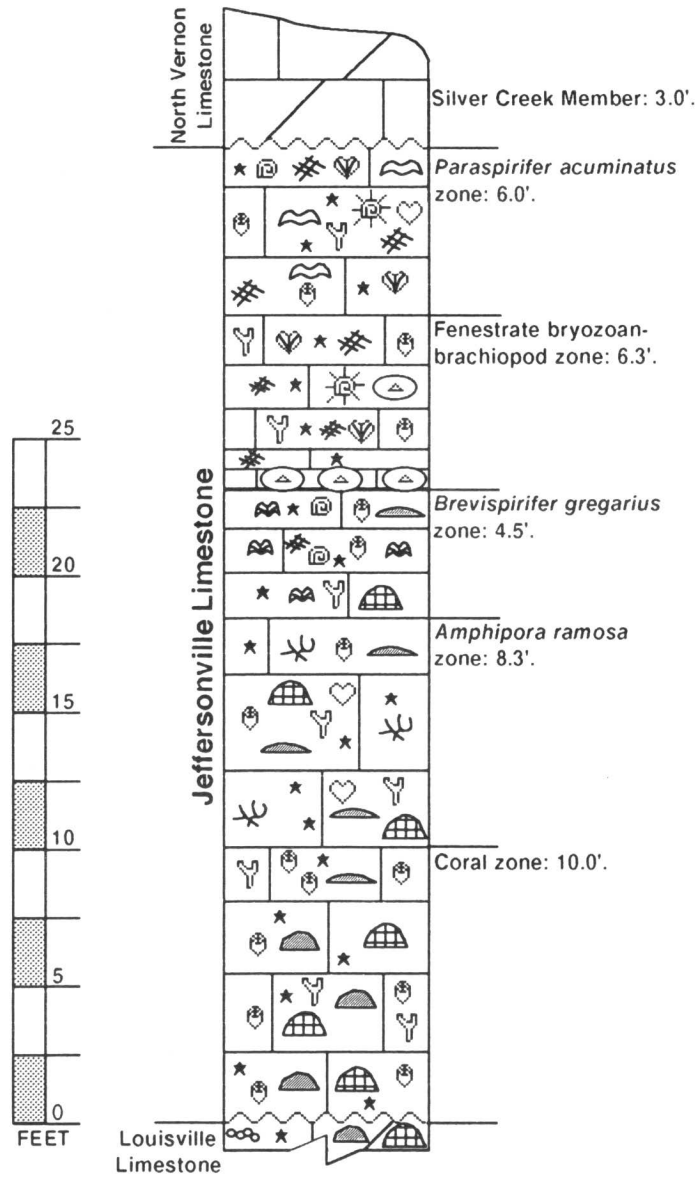 North Vernon
Limestone
Silver Creek Member: 3.0'.
Paraspirifer acuminatus
zone: 6.0'.
Fenestrate bryozoan-
brachiopod zone: 6.3'.
Brevispirifer gregarius
zone: 4.5'.
Amphipora ramosa
zone: 8.3'.
Coral zone: 10.0'.
Jeffersonville Limestone
25
20
15
10
5
0
FEET
Louisville
Limestone